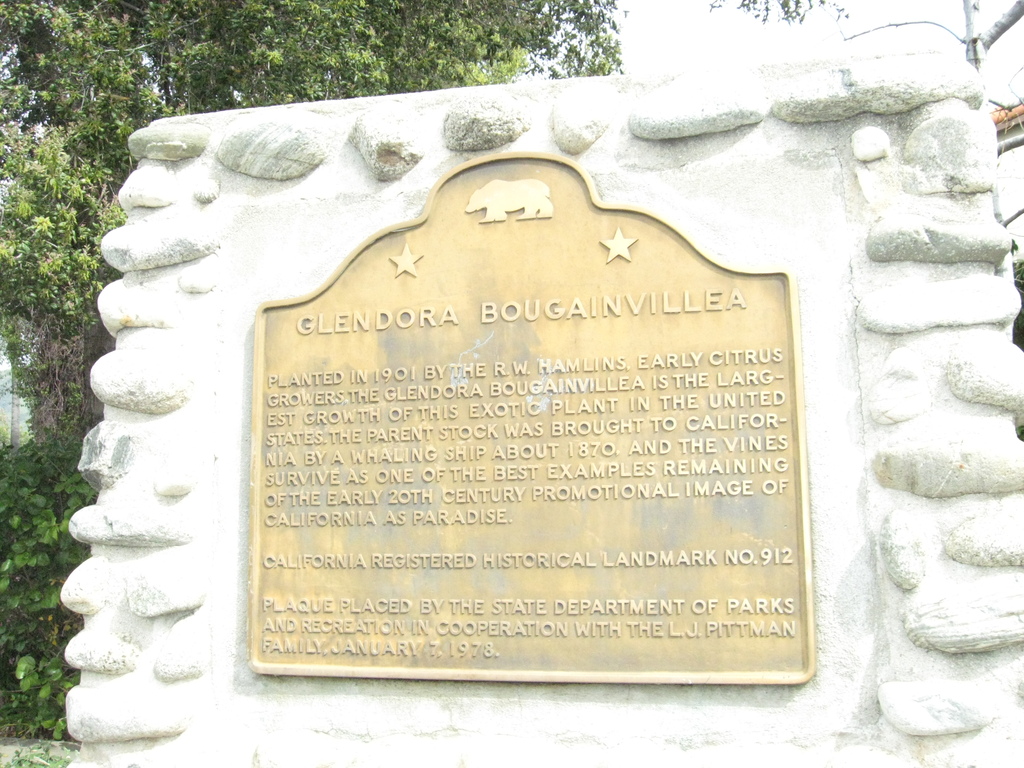 GLENDORA BOUGAINVILLEA
PLANTED IN 1901 BY THE R.W. HAMLINS, EARLY CITRUS
GROWERS, THE GLENDORA BOUGAINVILLEA IS THE LARG-
EST GROWTH OF THIS EXOTIC PLANT IN THE UNITED
STATES. THE PARENT STOCK WAS BROUGHT TO CALIFOR-
NIA BY A WHALING SHIP ABOUT 1870, AND THE VINES
SURVIVE AS ONE OF THE BEST EXAMPLES REMAINING
OF THE EARLY 20TH CENTURY PROMOTIONAL IMAGE OF
CALIFORNIA AS PARADISE.
CALIFORNIA REGISTERED HISTORICAL LANDMARK NO. 912
PLAQUE PLACED BY THE STATE DEPARTMENT OF PARKS
AND RECREATION IN COOPERATION WITH THE L.J. PITTMAN
FAMILY, JANUARY 7, 1978.